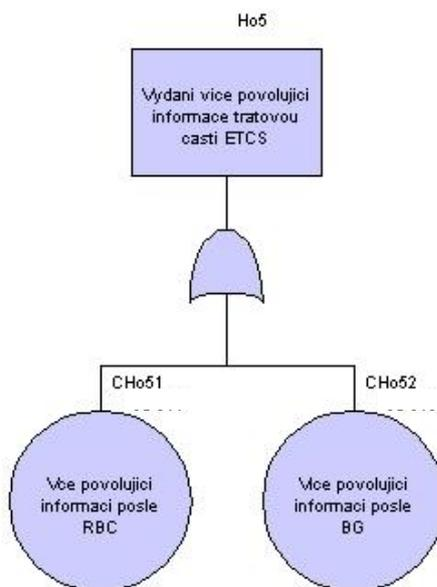 Ho5
Vydani vice povolujici
informace tratovou
casti ETCS
CHo51
CHo52
Vce povolujici
informaci posle
RBC
Vice povolujici
informaci posle
BG